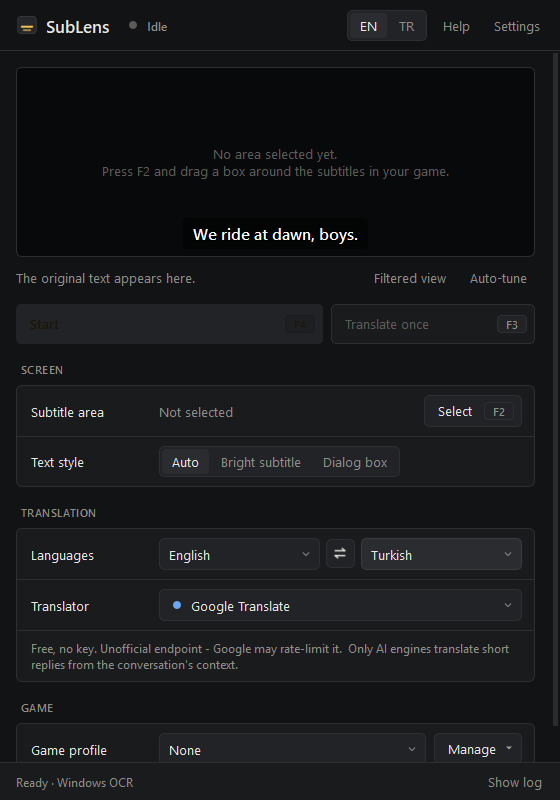 SubLens
Idle
EN TR Help Settings
No area selected yet.
Press F2 and drag a box around the subtitles in your game.
We ride at dawn, boys.
The original text appears here.
Filtered view Auto-tune
Start F4
Translate once F3
SCREEN
Subtitle area Not selected Select F2
Text style Auto Bright subtitle Dialog box
TRANSLATION
Languages English Turkish
Translator Google Translate
Free, no key. Unofficial endpoint - Google may rate-limit it. Only AI engines translate short
replies from the conversation's context.
GAME
Game profile None Manage
Ready · Windows OCR Show log